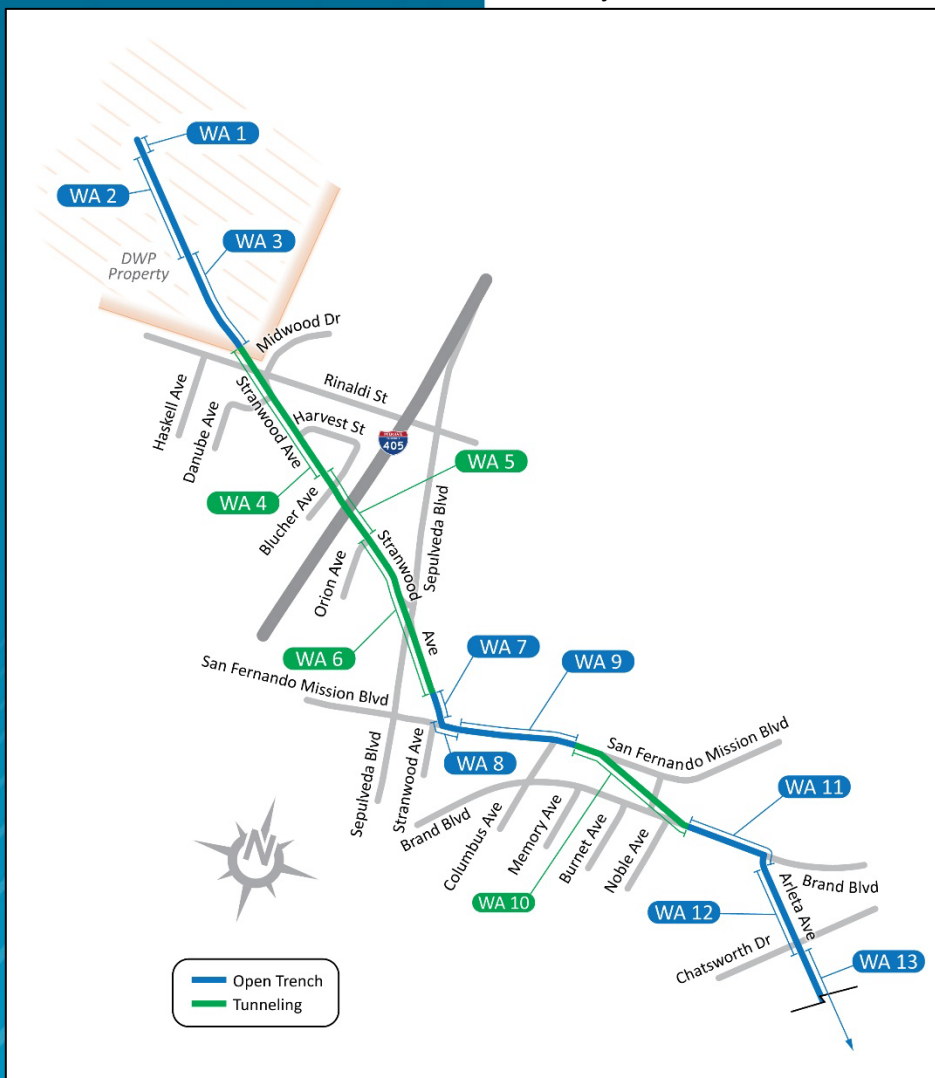 WA 1
WA 2
WA 3
DWP
Property
Midwood Dr
Rinaldi St
Haskell Ave
Danube Ave
Stranwood Ave
Harvest St
405
WA 4
WA 5
Blucher Ave
Sepulveda Blvd
Stranwood
Orion Ave
Ave
WA 6
WA 7
WA 9
San Fernando Mission Blvd
WA 8
San Fernando Mission Blvd
Sepulveda Blvd
Stranwood Ave
Brand Blvd
Columbus Ave
Memory Ave
Burnet Ave
Noble Ave
WA 10
WA 11
Brand Blvd
Arleta Ave
WA 12
Chatsworth Dr
WA 13
N
Open Trench
Tunneling